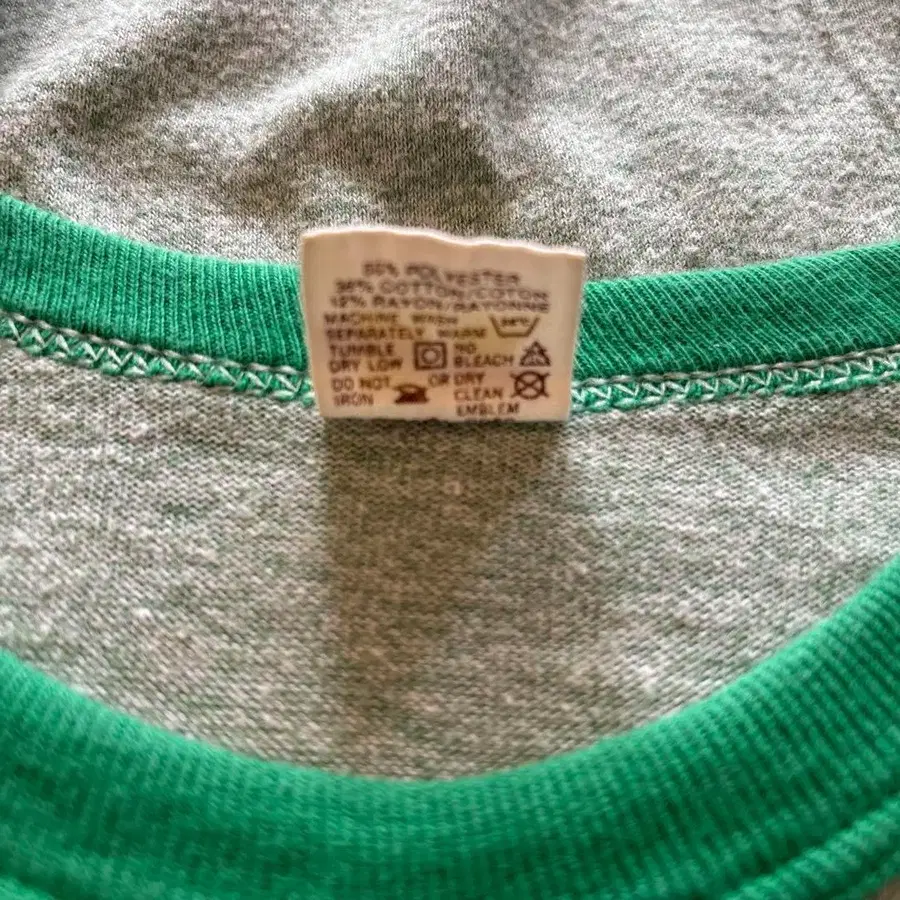 50% POLYESTER
38% COTTON/COTON
12% RAYON/RAYONNE
MACHINE WASH
SEPARATELY WARM
TUMBLE NO
DRY LOW BLEACH
DO NOT OR DRY
IRON CLEAN
EMBLEM